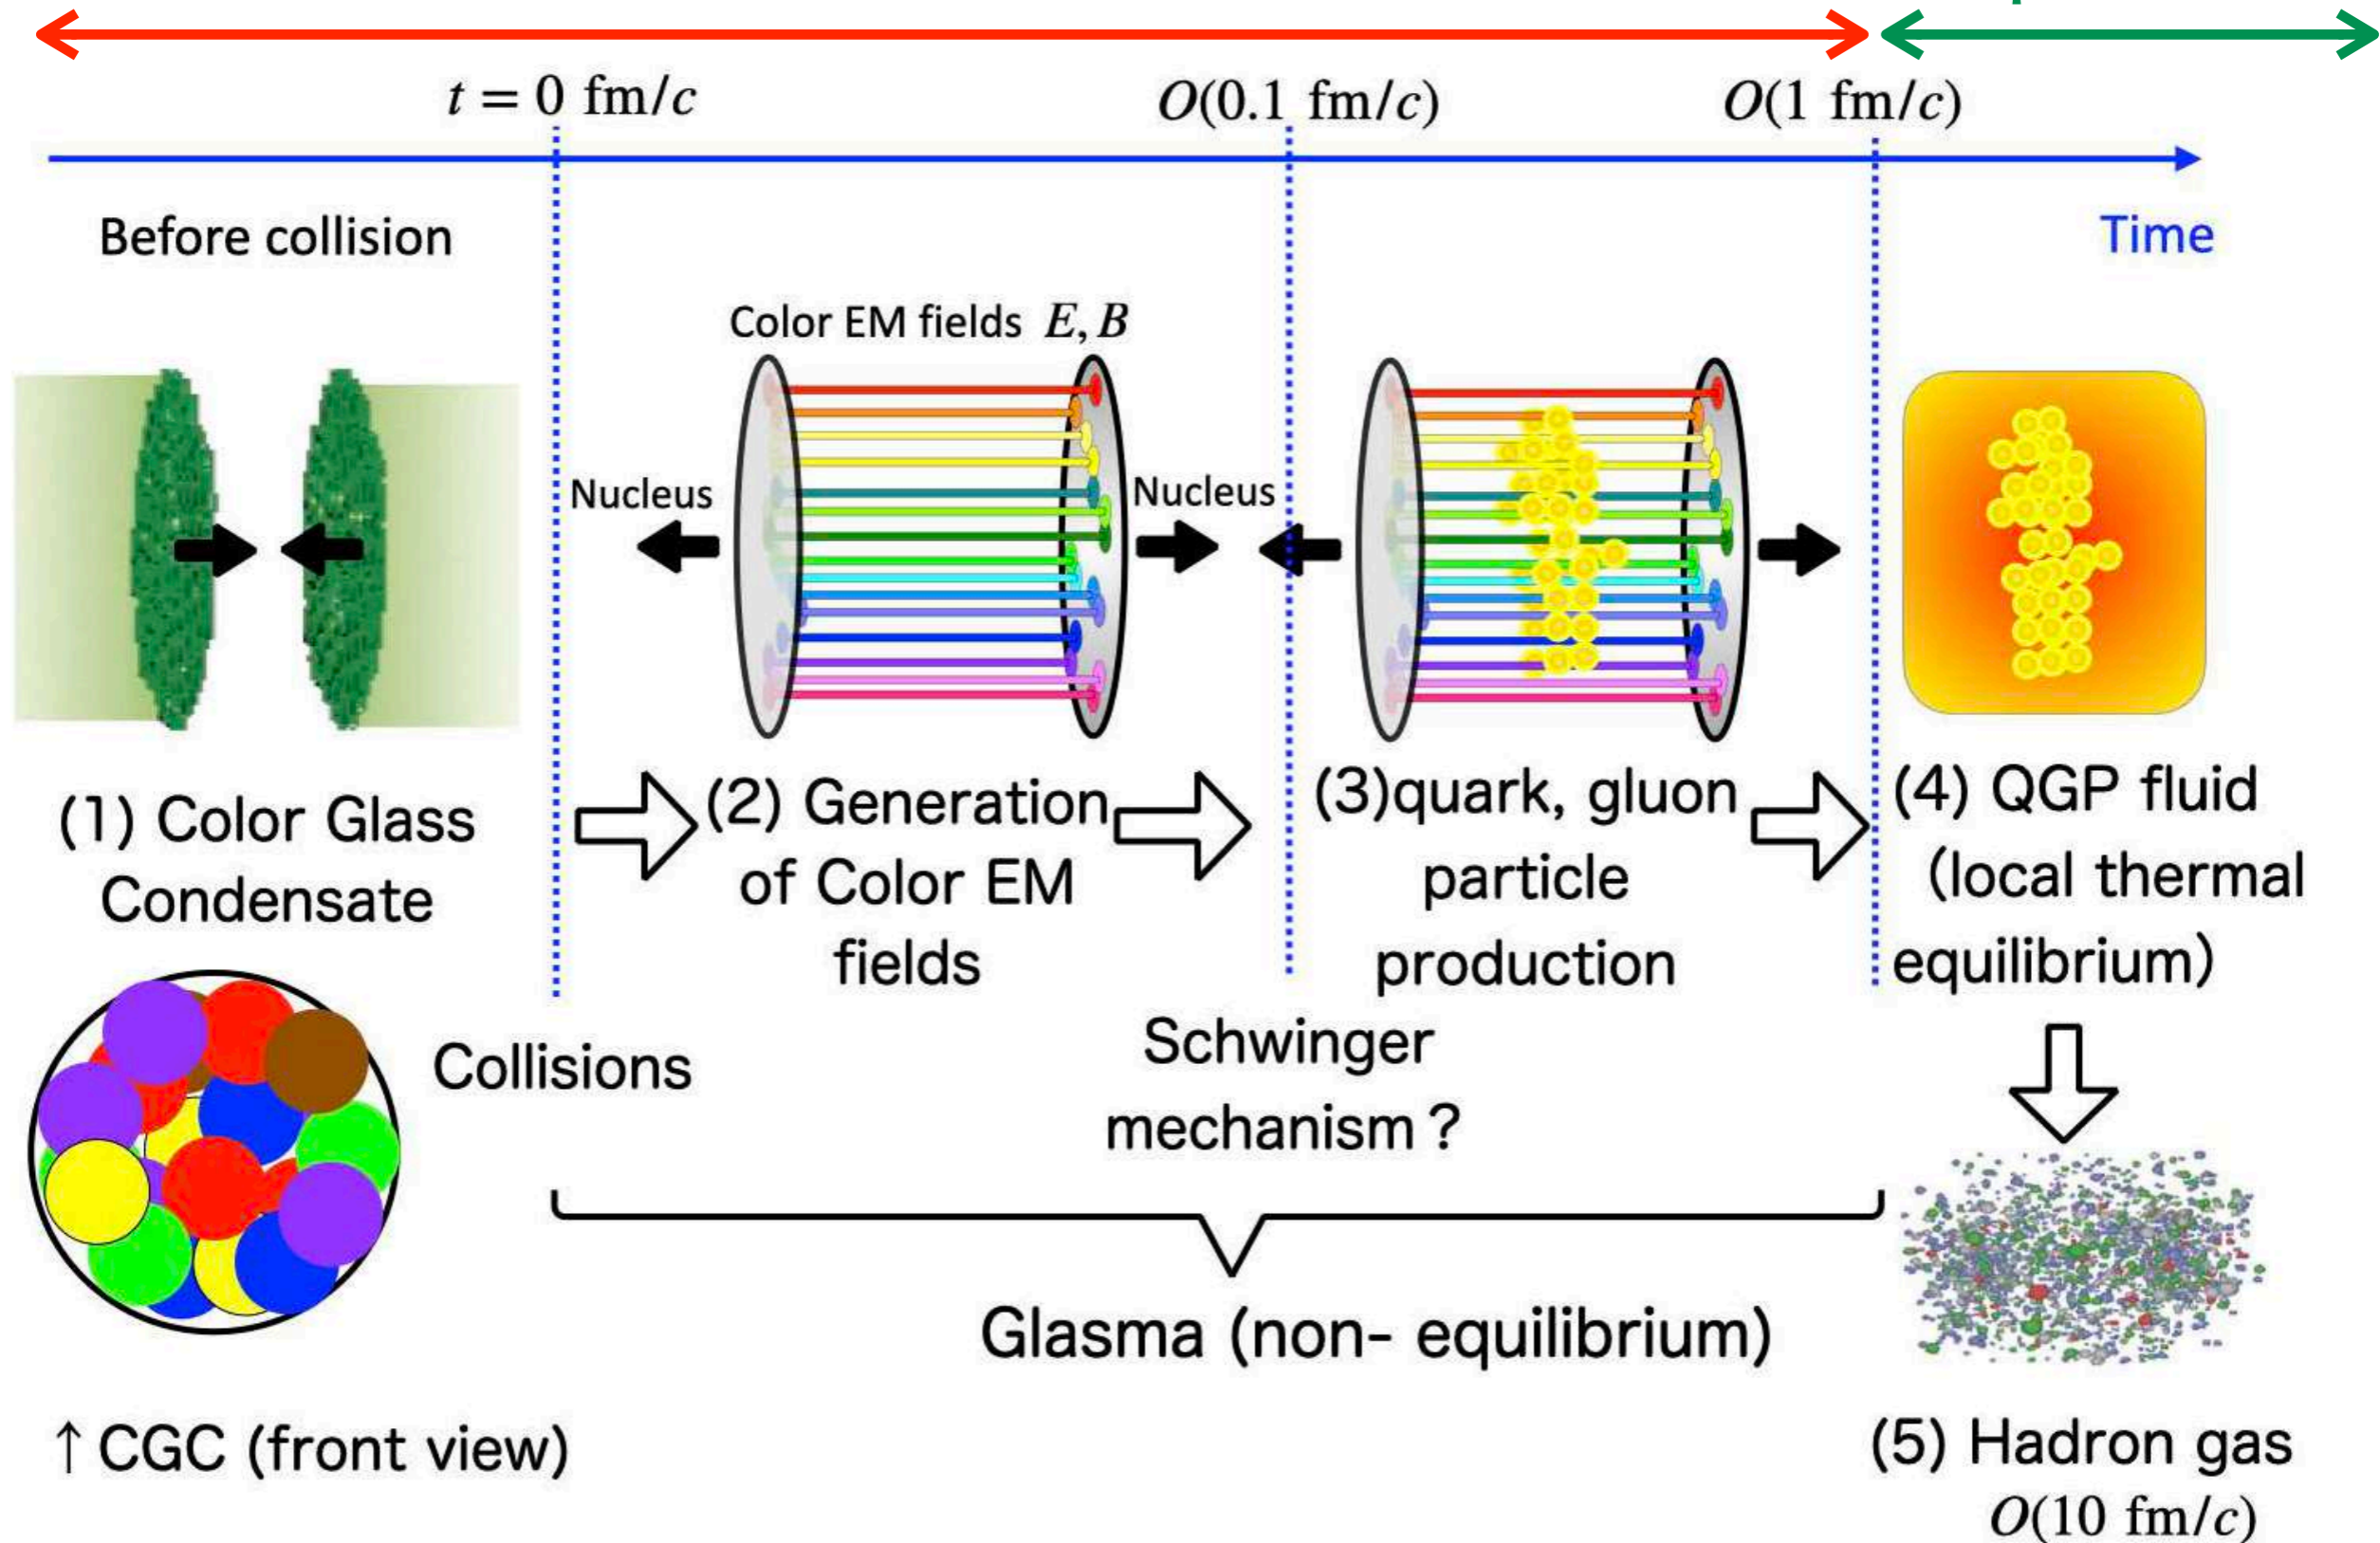 t = 0 fm/c
O(0.1 fm/c)
O(1 fm/c)
Before collision
Time
Color EM fields E, B
Nucleus
Nucleus
(1) Color Glass
Condensate
(2) Generation
of Color EM
fields
(3)quark, gluon
particle
production
(4) QGP fluid
(local thermal
equilibrium)
Collisions
Schwinger
mechanism ?
Glasma (non- equilibrium)
↑ CGC (front view)
(5) Hadron gas
O(10 fm/c)